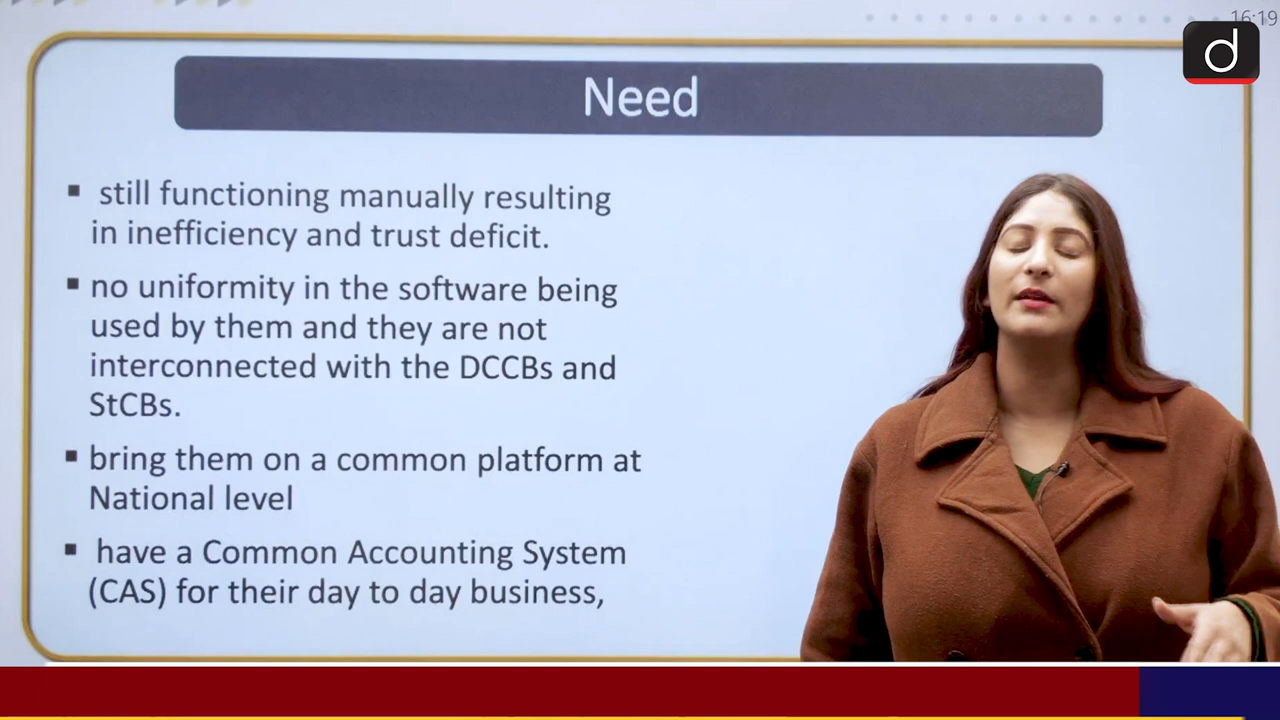 16:19
d
Need
▪ still functioning manually resulting
in inefficiency and trust deficit.
▪ no uniformity in the software being
used by them and they are not
interconnected with the DCCBs and
StCBs.
▪ bring them on a common platform at
National level
▪ have a Common Accounting System
(CAS) for their day to day business,